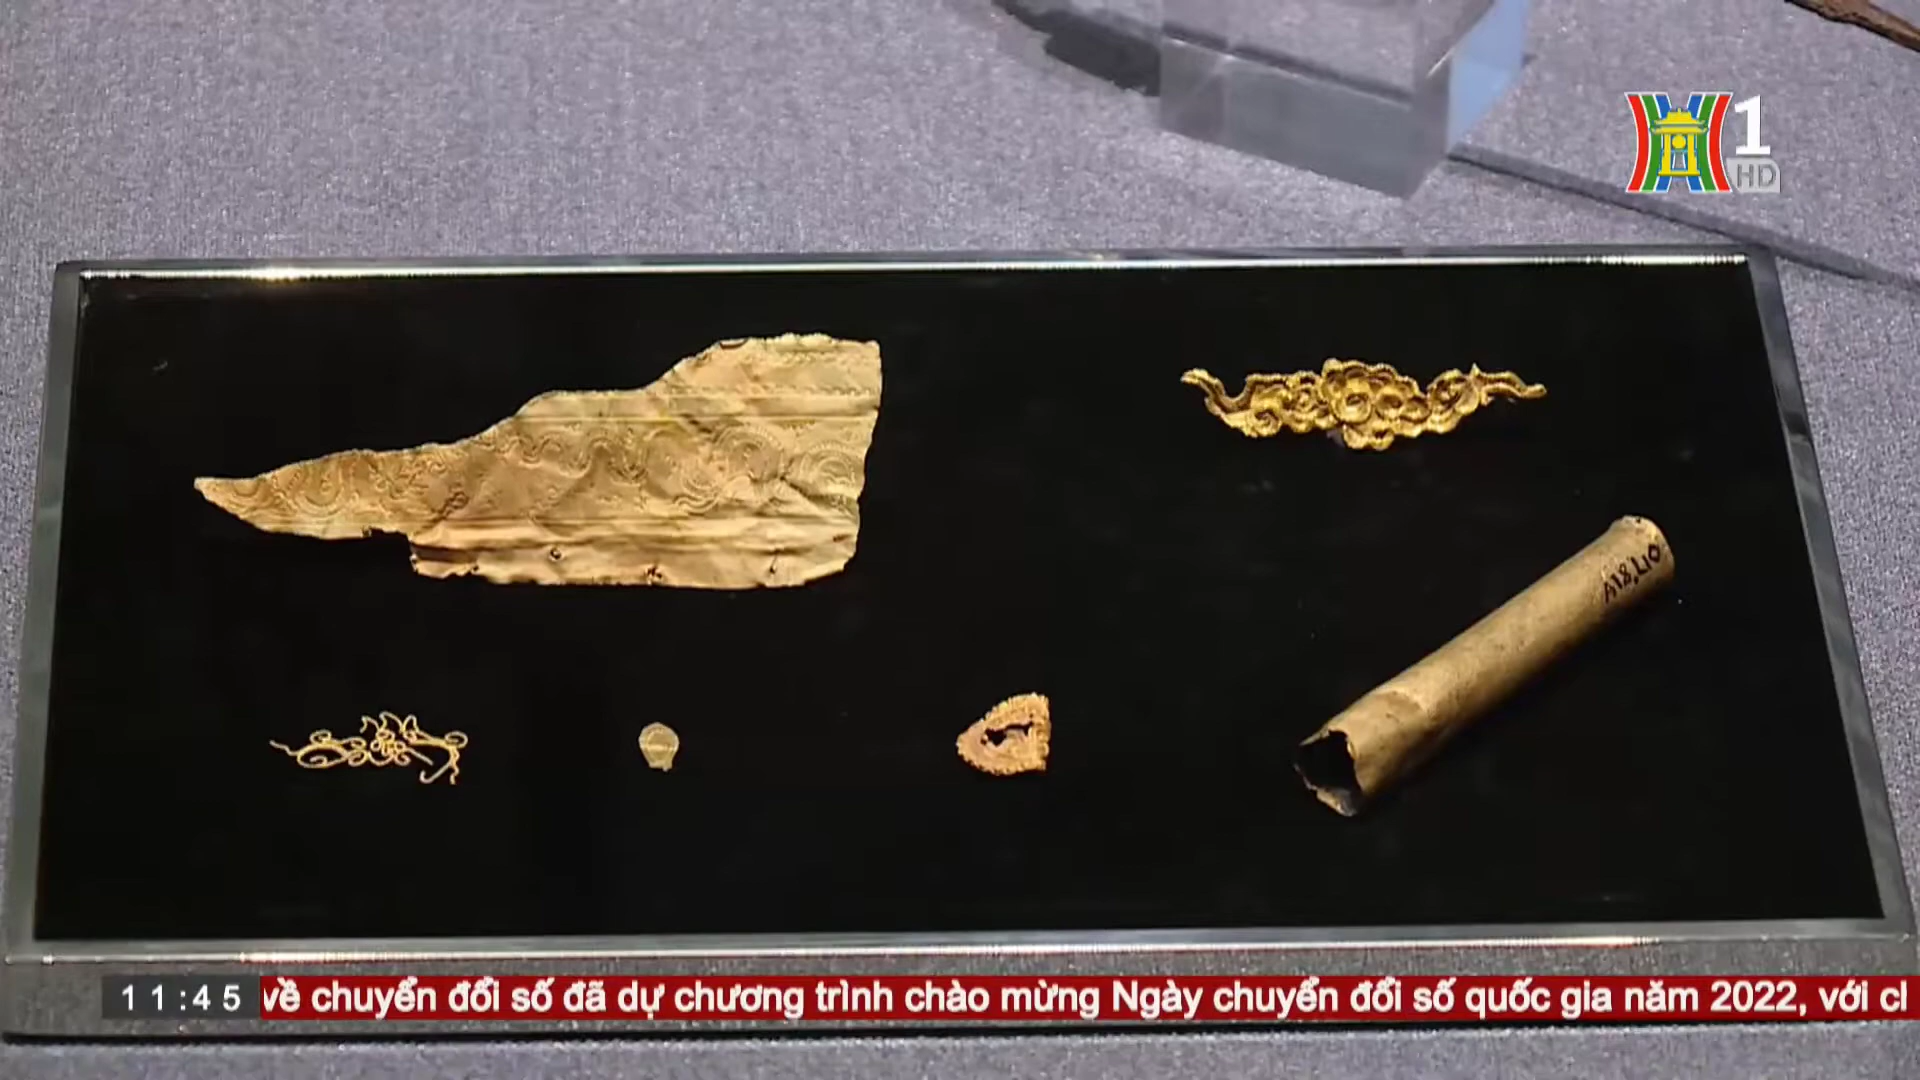 1
HD
A18.L10
11:45
về chuyển đổi số đã dự chương trình chào mừng Ngày chuyển đổi số quốc gia năm 2022, với